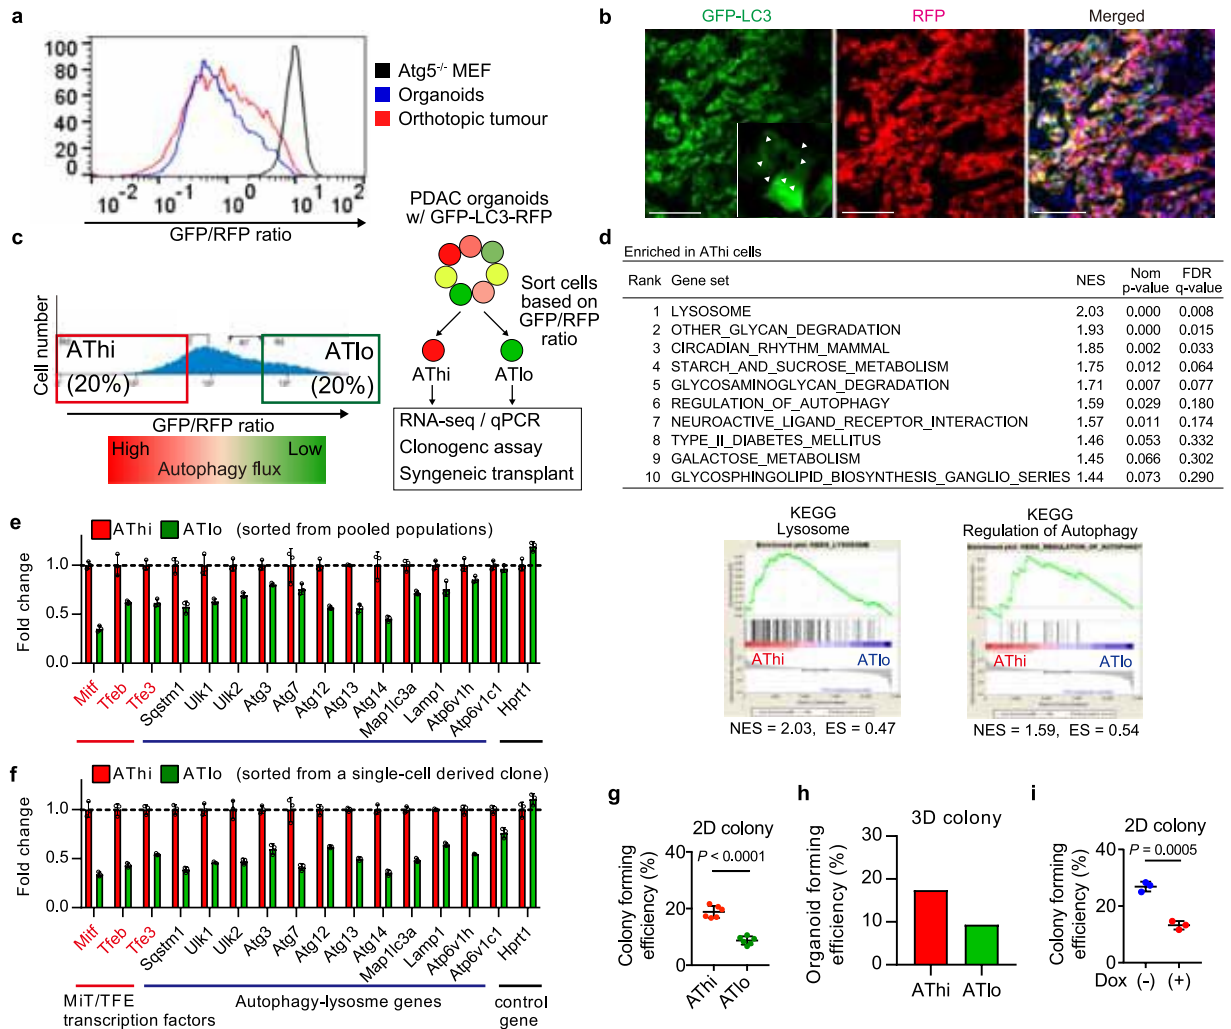 a
100
80
60
40
20
0
10-2
10-1
100
101
102
GFP/RFP ratio
Atg5-/- MEF
Organoids
Orthotopic tumour
b
GFP-LC3
RFP
Merged
c
Cell number
AThi
(20%)
ATlo
(20%)
GFP/RFP ratio
High
Low
Autophagy flux
PDAC organoids
w/ GFP-LC3-RFP
Sort cells
based on
GFP/RFP
ratio
AThi
ATlo
RNA-seq / qPCR
Clonogenc assay
Syngeneic transplant
d
Enriched in AThi cells
Rank Gene set NES Nom p-value FDR q-value
1 LYSOSOME 2.03 0.000 0.008
2 OTHER_GLYCAN_DEGRADATION 1.93 0.000 0.015
3 CIRCADIAN_RHYTHM_MAMMAL 1.85 0.002 0.033
4 STARCH_AND_SUCROSE_METABOLISM 1.75 0.012 0.064
5 GLYCOSAMINOGLYCAN_DEGRADATION 1.71 0.007 0.077
6 REGULATION_OF_AUTOPHAGY 1.59 0.029 0.180
7 NEUROACTIVE_LIGAND_RECEPTOR_INTERACTION 1.57 0.011 0.174
8 TYPE_II_DIABETES_MELLITUS 1.46 0.053 0.332
9 GALACTOSE_METABOLISM 1.45 0.066 0.302
10 GLYCOSPHINGOLIPID_BIOSYNTHESIS_GANGLIO_SERIES 1.44 0.073 0.290
KEGG
Lysosome
AThi
ATlo
NES = 2.03, ES = 0.47
KEGG
Regulation of Autophagy
AThi
ATlo
NES = 1.59, ES = 0.54
e
AThi ATlo (sorted from pooled populations)
Fold change
1.0
0.5
0.0
Mitf
Tfeb
Tfe3
Sqstm1
Ulk1
Ulk2
Atg3
Atg7
Atg12
Atg13
Atg14
Map1lc3a
Lamp1
Atp6v1h
Atp6v1c1
Hprt1
f
AThi ATlo (sorted from a single-cell derived clone)
Fold change
1.0
0.5
0.0
Mitf
Tfeb
Tfe3
Sqstm1
Ulk1
Ulk2
Atg3
Atg7
Atg12
Atg13
Atg14
Map1lc3a
Lamp1
Atp6v1h
Atp6v1c1
Hprt1
MiT/TFE
transcription factors
Autophagy-lysosme genes
control
gene
g
2D colony
P < 0.0001
Colony forming
efficiency (%)
40
20
0
AThi
ATlo
h
3D colony
Organoid forming
efficiency (%)
30
20
10
0
AThi
ATlo
i
2D colony
P = 0.0005
Colony forming
efficiency (%)
40
20
0
Dox (-) (+)